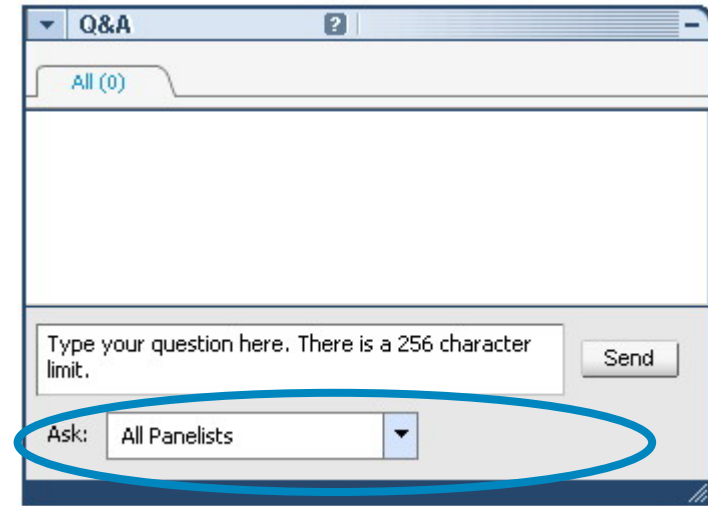 Q&A ?
All (0)
Type your question here. There is a 256 character
limit.
Send
Ask: All Panelists